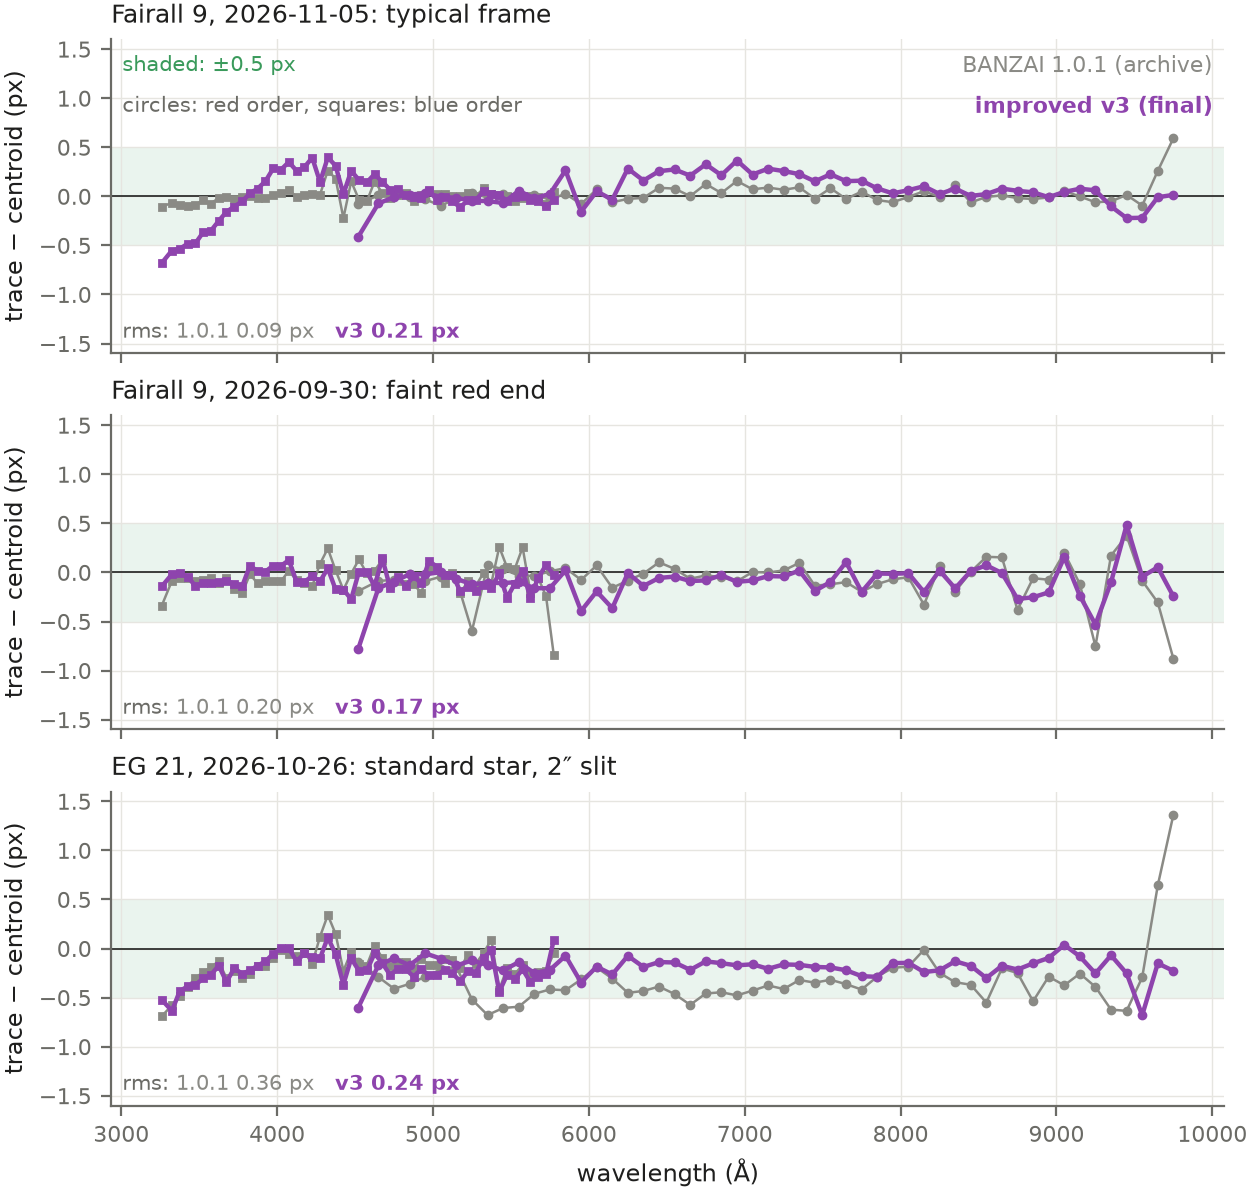 Fairall 9, 2026-11-05: typical frame
trace − centroid (px)
1.5
1.0
0.5
0.0
−0.5
−1.0
−1.5
shaded: ±0.5 px
BANZAI 1.0.1 (archive)
circles: red order, squares: blue order
improved v3 (final)
rms: 1.0.1 0.09 px v3 0.21 px
Fairall 9, 2026-09-30: faint red end
trace − centroid (px)
1.5
1.0
0.5
0.0
−0.5
−1.0
−1.5
rms: 1.0.1 0.20 px v3 0.17 px
EG 21, 2026-10-26: standard star, 2″ slit
trace − centroid (px)
1.5
1.0
0.5
0.0
−0.5
−1.0
−1.5
rms: 1.0.1 0.36 px v3 0.24 px
3000 4000 5000 6000 7000 8000 9000 10000
wavelength (Å)